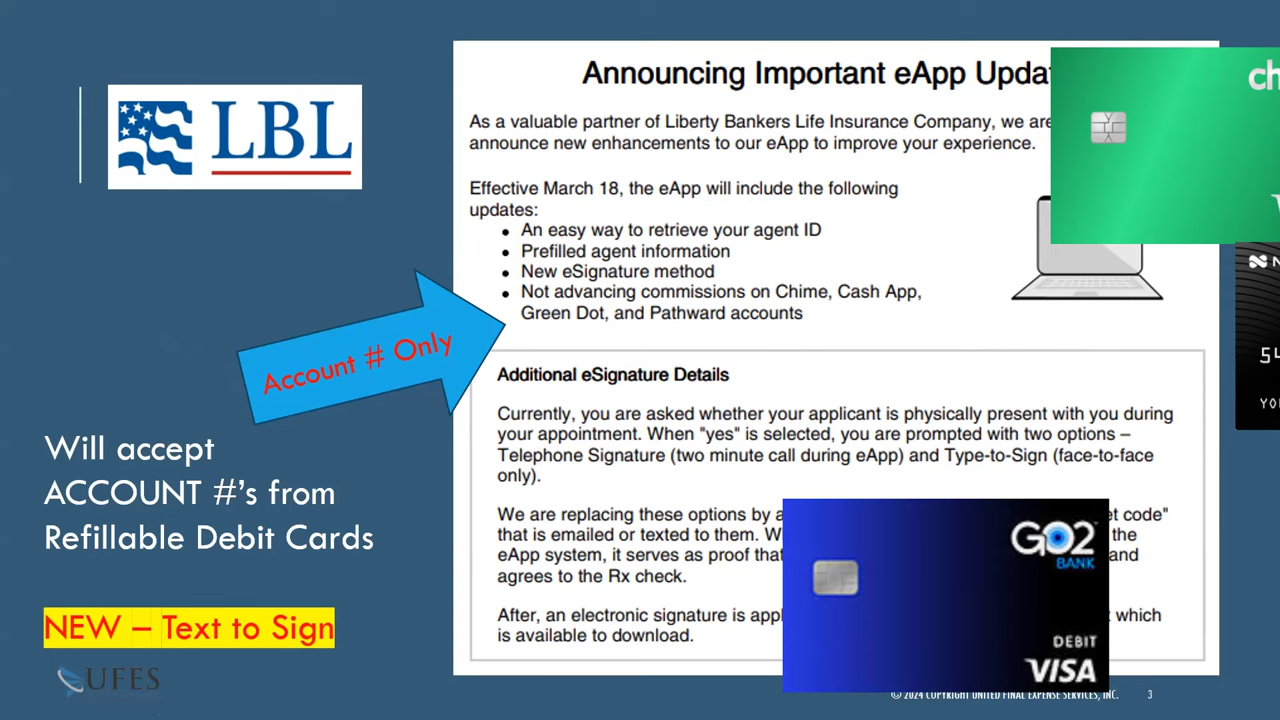 LBL
Account # Only
Will accept
ACCOUNT #'s from
Refillable Debit Cards
NEW – Text to Sign
UFES
Announcing Important eApp
As a valuable partner of Liberty Bankers Life Insurance Company, we are
announce new enhancements to our eApp to improve your experience.
Effective March 18, the eApp will include the following
updates:
• An easy way to retrieve your agent ID
• Prefilled agent information
• New eSignature method
• Not advancing commissions on Chime, Cash App,
Green Dot, and Pathward accounts
Additional eSignature Details
Currently, you are asked whether your applicant is physically present with you during
your appointment. When "yes" is selected, you are prompted with two options –
Telephone Signature (two minute call during eApp) and Type-to-Sign (face-to-face
only).
We are replacing these options by code"
that is emailed or texted to them. the
eApp system, it serves as proof and
agrees to the Rx check.
After, an electronic signature is which
is available to download.
GO2
BANK
DEBIT
VISA
© 2024 COPYRIGHT UNITED FINAL EXPENSE SERVICES, INC. 3